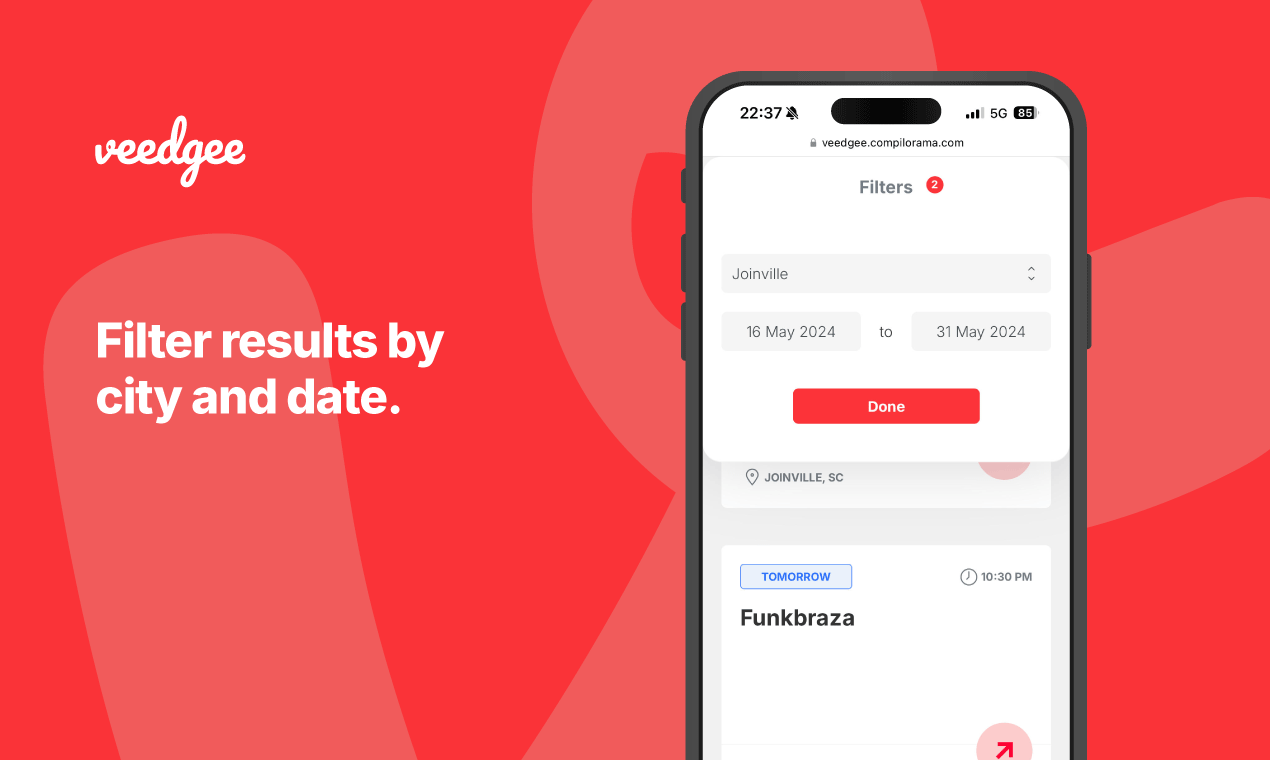 veedgee
Filter results by
city and date.
22:37
5G
85
veedgee.compilorama.com
Filters
2
Joinville
16 May 2024
to
31 May 2024
Done
JOINVILLE, SC
TOMORROW
10:30 PM
Funkbraza